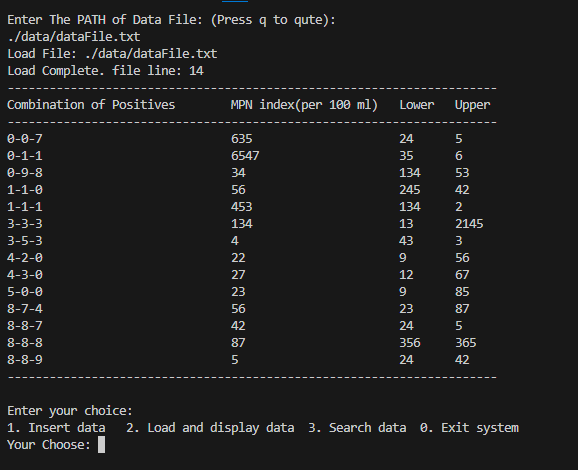 Enter The PATH of Data File: (Press q to qute):
./data/dataFile.txt
Load File: ./data/dataFile.txt
Load Complete. file line: 14
----------------------------------------------------------------------
Combination of Positives        MPN index(per 100 ml)   Lower   Upper
----------------------------------------------------------------------
0-0-7                           635                     24      5
0-1-1                           6547                    35      6
0-9-8                           34                      134     53
1-1-0                           56                      245     42
1-1-1                           453                     134     2
3-3-3                           134                     13      2145
3-5-3                           4                       43      3
4-2-0                           22                      9       56
4-3-0                           27                      12      67
5-0-0                           23                      9       85
8-7-4                           56                      23      87
8-8-7                           42                      24      5
8-8-8                           87                      356     365
8-8-9                           5                       24      42
----------------------------------------------------------------------
Enter your choice:
1. Insert data   2. Load and display data  3. Search data  0. Exit system
Your Choose: